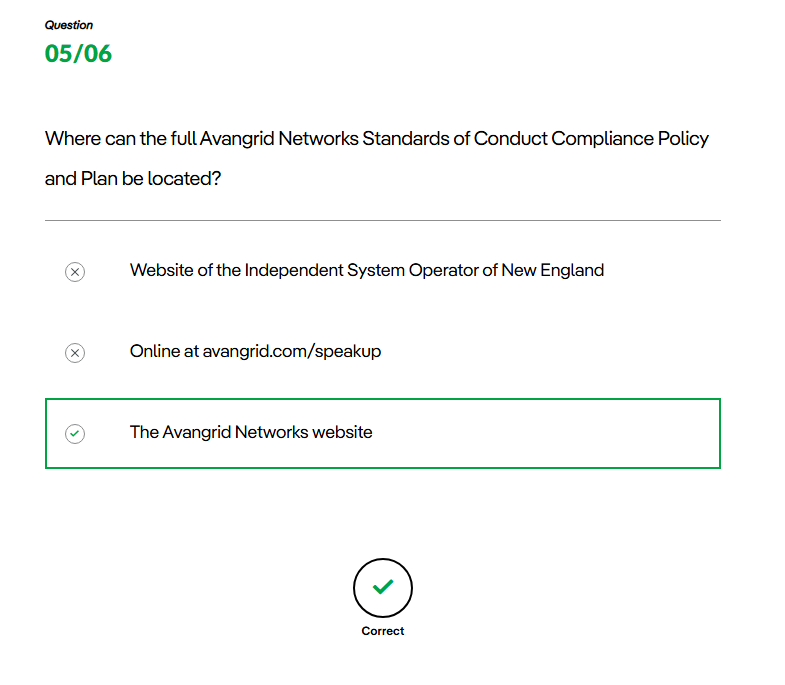 Question
05/06
Where can the full Avangrid Networks Standards of Conduct Compliance Policy
and Plan be located?
Website of the Independent System Operator of New England
Online at avangrid.com/speakup
The Avangrid Networks website
Correct